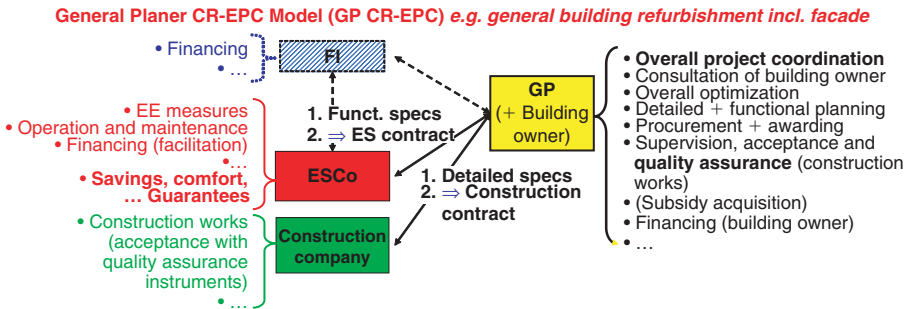 General Planer CR-EPC Model (GP CR-EPC) e.g. general building refurbishment incl. facade
• Financing
• ...
FI
• EE measures
• Operation and maintenance
• Financing (facilitation)
•...
• Savings, comfort,
... Guarantees
ESCo
• Construction works
(acceptance with
quality assurance
instruments)
• ...
Construction
company
1. Funct. specs
2. ⇒ ES contract
1. Detailed specs
2. ⇒ Construction
contract
GP
(+ Building
owner)
• Overall project coordination
• Consultation of building owner
• Overall optimization
• Detailed + functional planning
• Procurement + awarding
• Supervision, acceptance and
quality assurance (construction
works)
• (Subsidy acquisition)
• Financing (building owner)
• ...